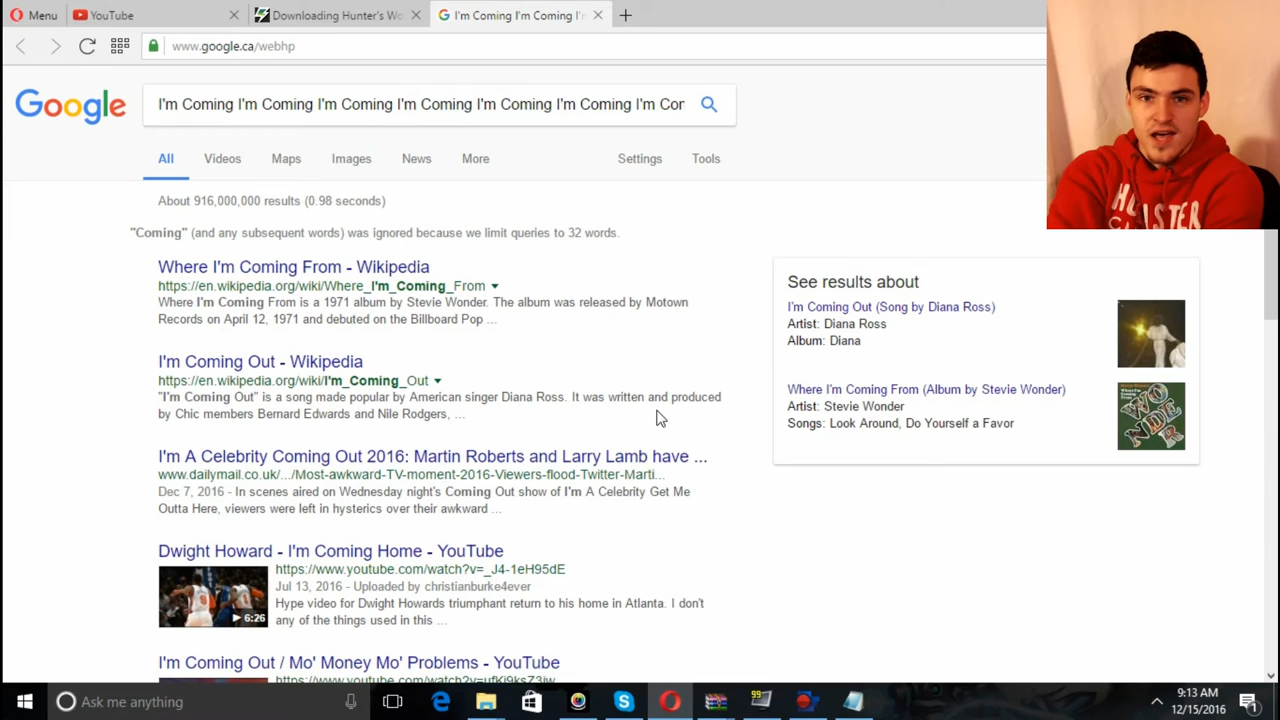 Menu
YouTube
Downloading Hunter's Wo
I'm Coming I'm Coming I'
www.google.ca/webhp
Google
I'm Coming I'm Coming I'm Coming I'm Coming I'm Coming I'm Coming I'm Cor
All
Videos
Maps
Images
News
More
Settings
Tools
About 916,000,000 results (0.98 seconds)
"Coming" (and any subsequent words) was ignored because we limit queries to 32 words.
Where I'm Coming From - Wikipedia
https://en.wikipedia.org/wiki/Where_I'm_Coming_From
Where I'm Coming From is a 1971 album by Stevie Wonder. The album was released by Motown
Records on April 12, 1971 and debuted on the Billboard Pop ...
I'm Coming Out - Wikipedia
https://en.wikipedia.org/wiki/I'm_Coming_Out
"I'm Coming Out" is a song made popular by American singer Diana Ross. It was written and produced
by Chic members Bernard Edwards and Nile Rodgers, ...
I'm A Celebrity Coming Out 2016: Martin Roberts and Larry Lamb have ...
www.dailymail.co.uk/.../Most-awkward-TV-moment-2016-Viewers-flood-Twitter-Marti...
Dec 7, 2016 - In scenes aired on Wednesday night's Coming Out show of I'm A Celebrity Get Me
Outta Here, viewers were left in hysterics over their awkward ...
Dwight Howard - I'm Coming Home - YouTube
https://www.youtube.com/watch?v=_J4-1eH95dE
Jul 13, 2016 - Uploaded by christianburke4ever
6:26
Hype video for Dwight Howards triumphant return to his home in Atlanta. I don't
any of the things used in this ...
I'm Coming Out / Mo' Money Mo' Problems - YouTube
https://www.youtube.com/watch?v=ufKi9ksZ3jw
See results about
I'm Coming Out (Song by Diana Ross)
Artist: Diana Ross
Album: Diana
Where I'm Coming From (Album by Stevie Wonder)
Artist: Stevie Wonder
Songs: Look Around, Do Yourself a Favor
WONDER
HOLLISTER
Ask me anything
99
9:13 AM
12/15/2016
1